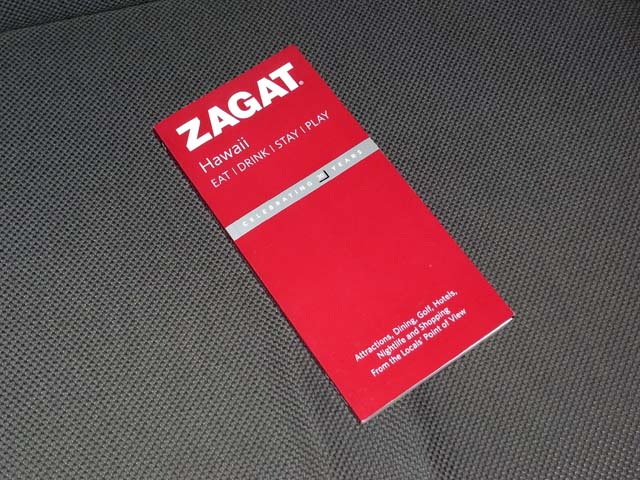 ZAGAT®
Hawaii
EAT | DRINK | STAY | PLAY
CELEBRATING YEARS
Attractions, Dining, Golf, Hotels,
Nightlife and Shopping
From the Locals' Point of View